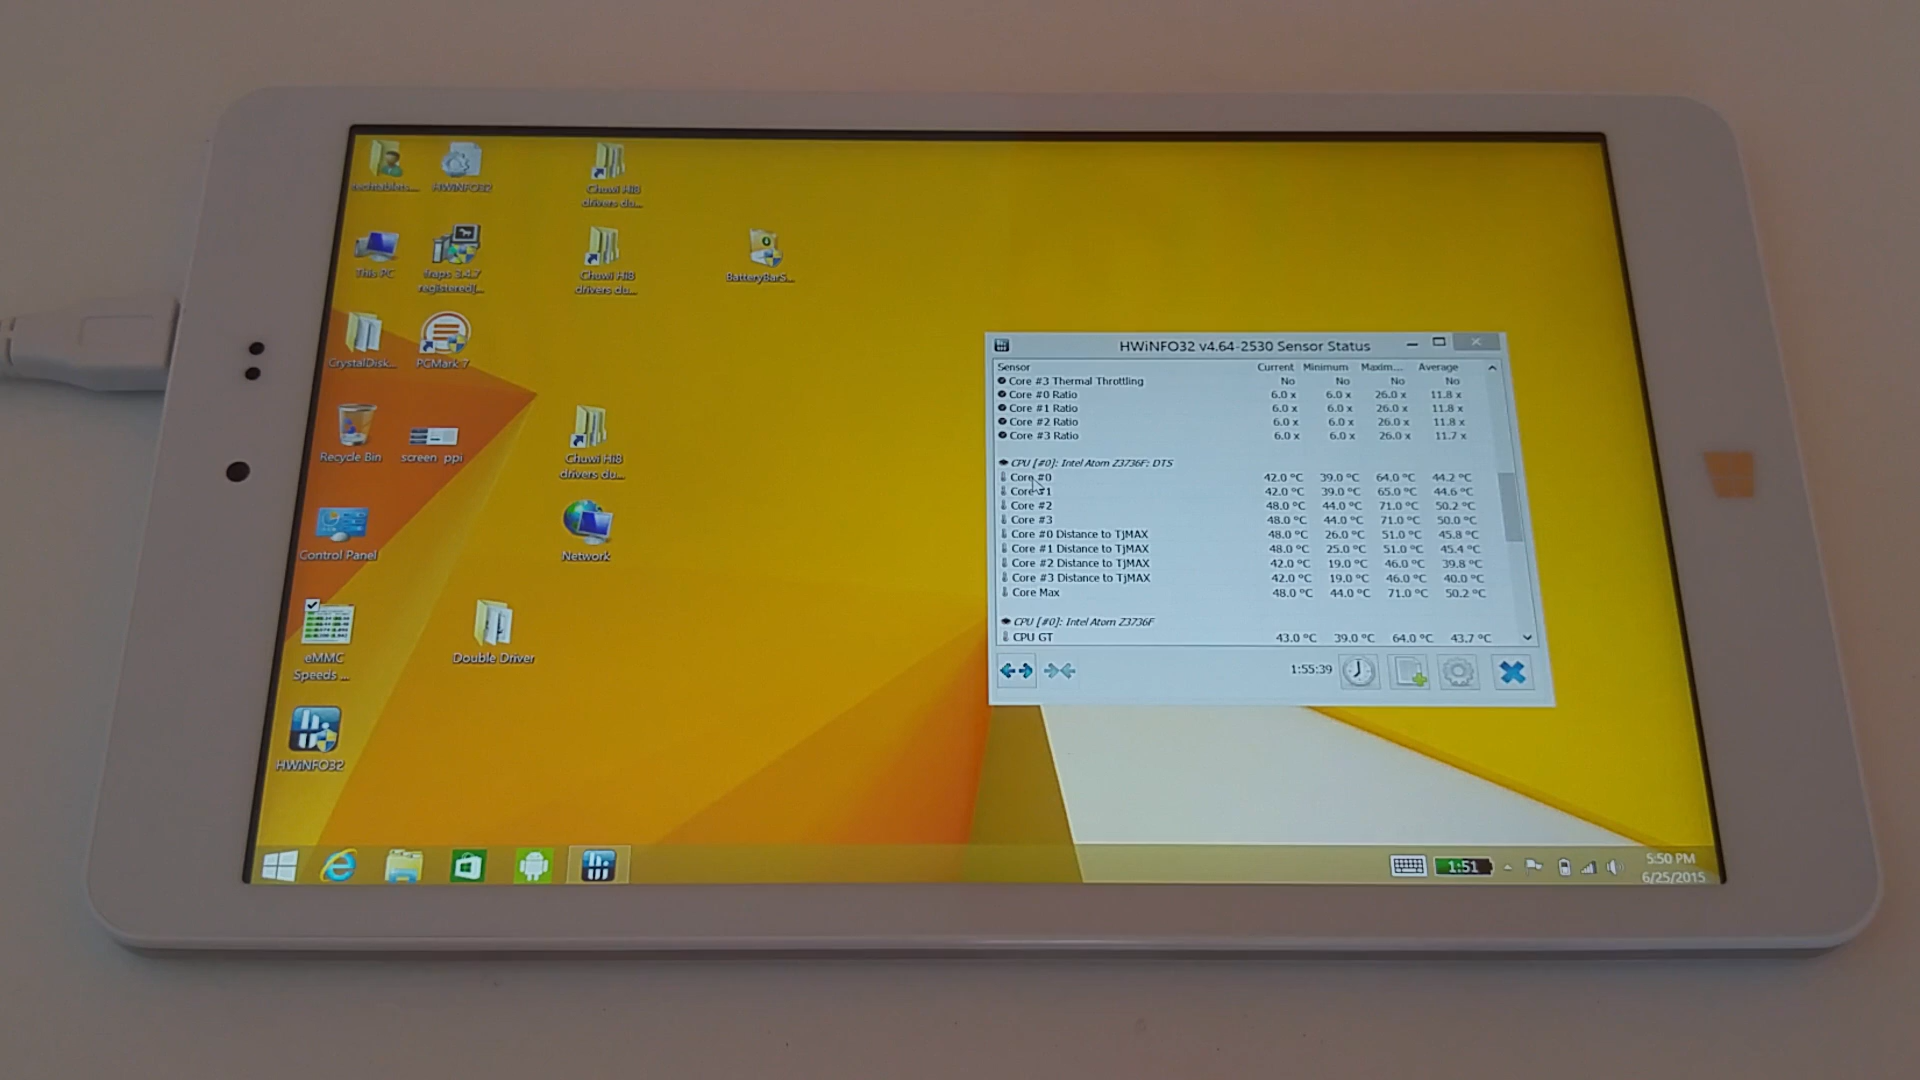 techtablets...
HWiNFO32
Chuwi Hi8
drivers du...
This PC
fraps 3.4.7
registered[...
Chuwi Hi8
drivers du...
BatteryBarS...
CrystalDisk...
PCMark 7
Recycle Bin
screen ppi
Chuwi Hi8
drivers du...
Control Panel
Network
eMMC
Speeds ...
Double Driver
HWiNFO32
HWiNFO32 v4.64-2530 Sensor Status
Sensor Current Minimum Maxim... Average
Core #3 Thermal Throttling No No No No
Core #0 Ratio 6.0 x 6.0 x 26.0 x 11.8 x
Core #1 Ratio 6.0 x 6.0 x 26.0 x 11.8 x
Core #2 Ratio 6.0 x 6.0 x 26.0 x 11.8 x
Core #3 Ratio 6.0 x 6.0 x 26.0 x 11.7 x
CPU [#0]: Intel Atom Z3736F: DTS
Core #0 42.0 °C 39.0 °C 64.0 °C 44.2 °C
Core #1 42.0 °C 39.0 °C 65.0 °C 44.6 °C
Core #2 48.0 °C 44.0 °C 71.0 °C 50.2 °C
Core #3 48.0 °C 44.0 °C 71.0 °C 50.0 °C
Core #0 Distance to TjMAX 48.0 °C 26.0 °C 51.0 °C 45.8 °C
Core #1 Distance to TjMAX 48.0 °C 25.0 °C 51.0 °C 45.4 °C
Core #2 Distance to TjMAX 42.0 °C 19.0 °C 46.0 °C 39.8 °C
Core #3 Distance to TjMAX 42.0 °C 19.0 °C 46.0 °C 40.0 °C
Core Max 48.0 °C 44.0 °C 71.0 °C 50.2 °C
CPU [#0]: Intel Atom Z3736F
CPU GT 43.0 °C 39.0 °C 64.0 °C 43.7 °C
1:55:39
1:51
5:50 PM
6/25/2015